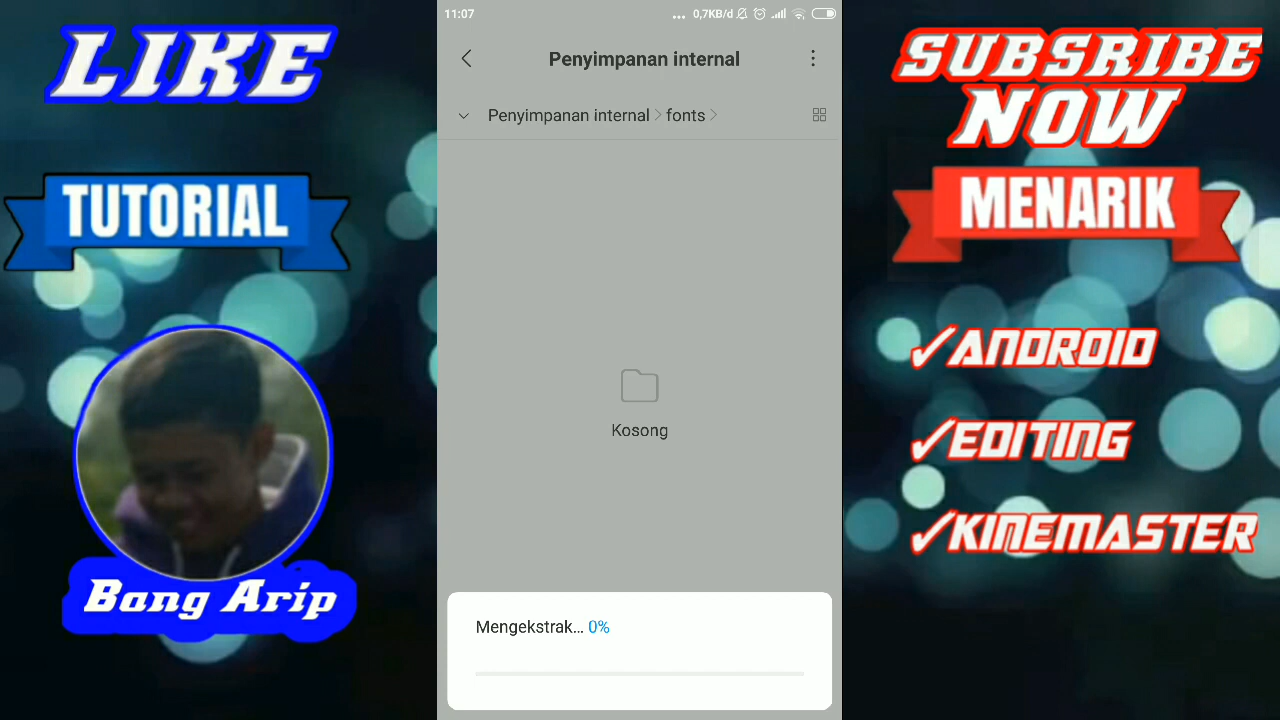 LIKE
TUTORIAL
Bang Arip
11:07
... 0,7KB/d
Penyimpanan internal
Penyimpanan internal > fonts >
Kosong
Mengekstrak... 0%
SUBSRIBE
NOW
MENARIK
✓ANDROID
✓EDITING
✓KINEMASTER